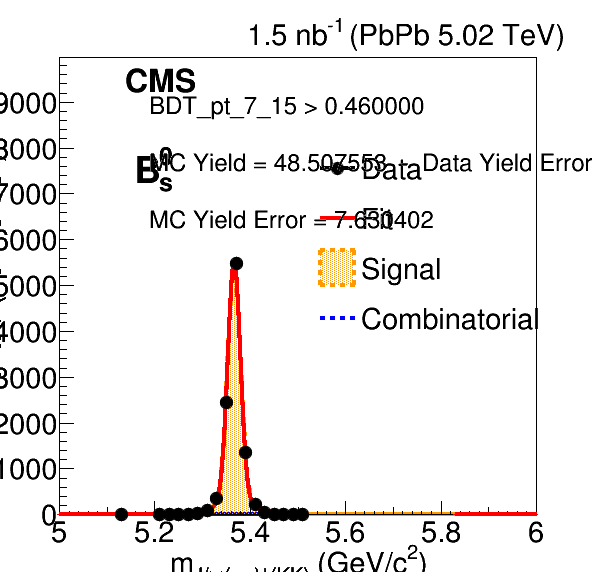 1.5 nb-1 (PbPb 5.02 TeV)
CMS
BDT_pt_7_15 > 0.460000
B0s
MC Yield = 48.507553
Data Yield Error
Data
MC Yield Error = 7.630402
Fit
Signal
Combinatorial
9000
8000
7000
6000
5000
4000
3000
2000
1000
0
5 5.2 5.4 5.6 5.8 6
m (GeV/c2)